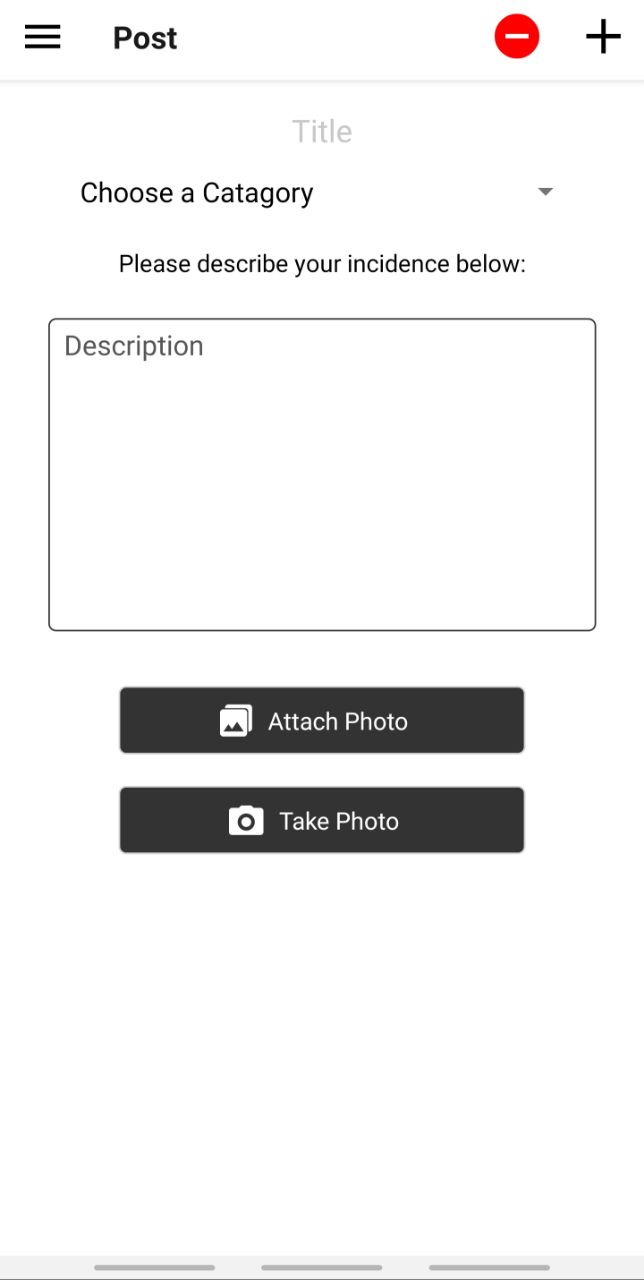 Post
Title
Choose a Catagory
Please describe your incidence below:
Description
Attach Photo
Take Photo